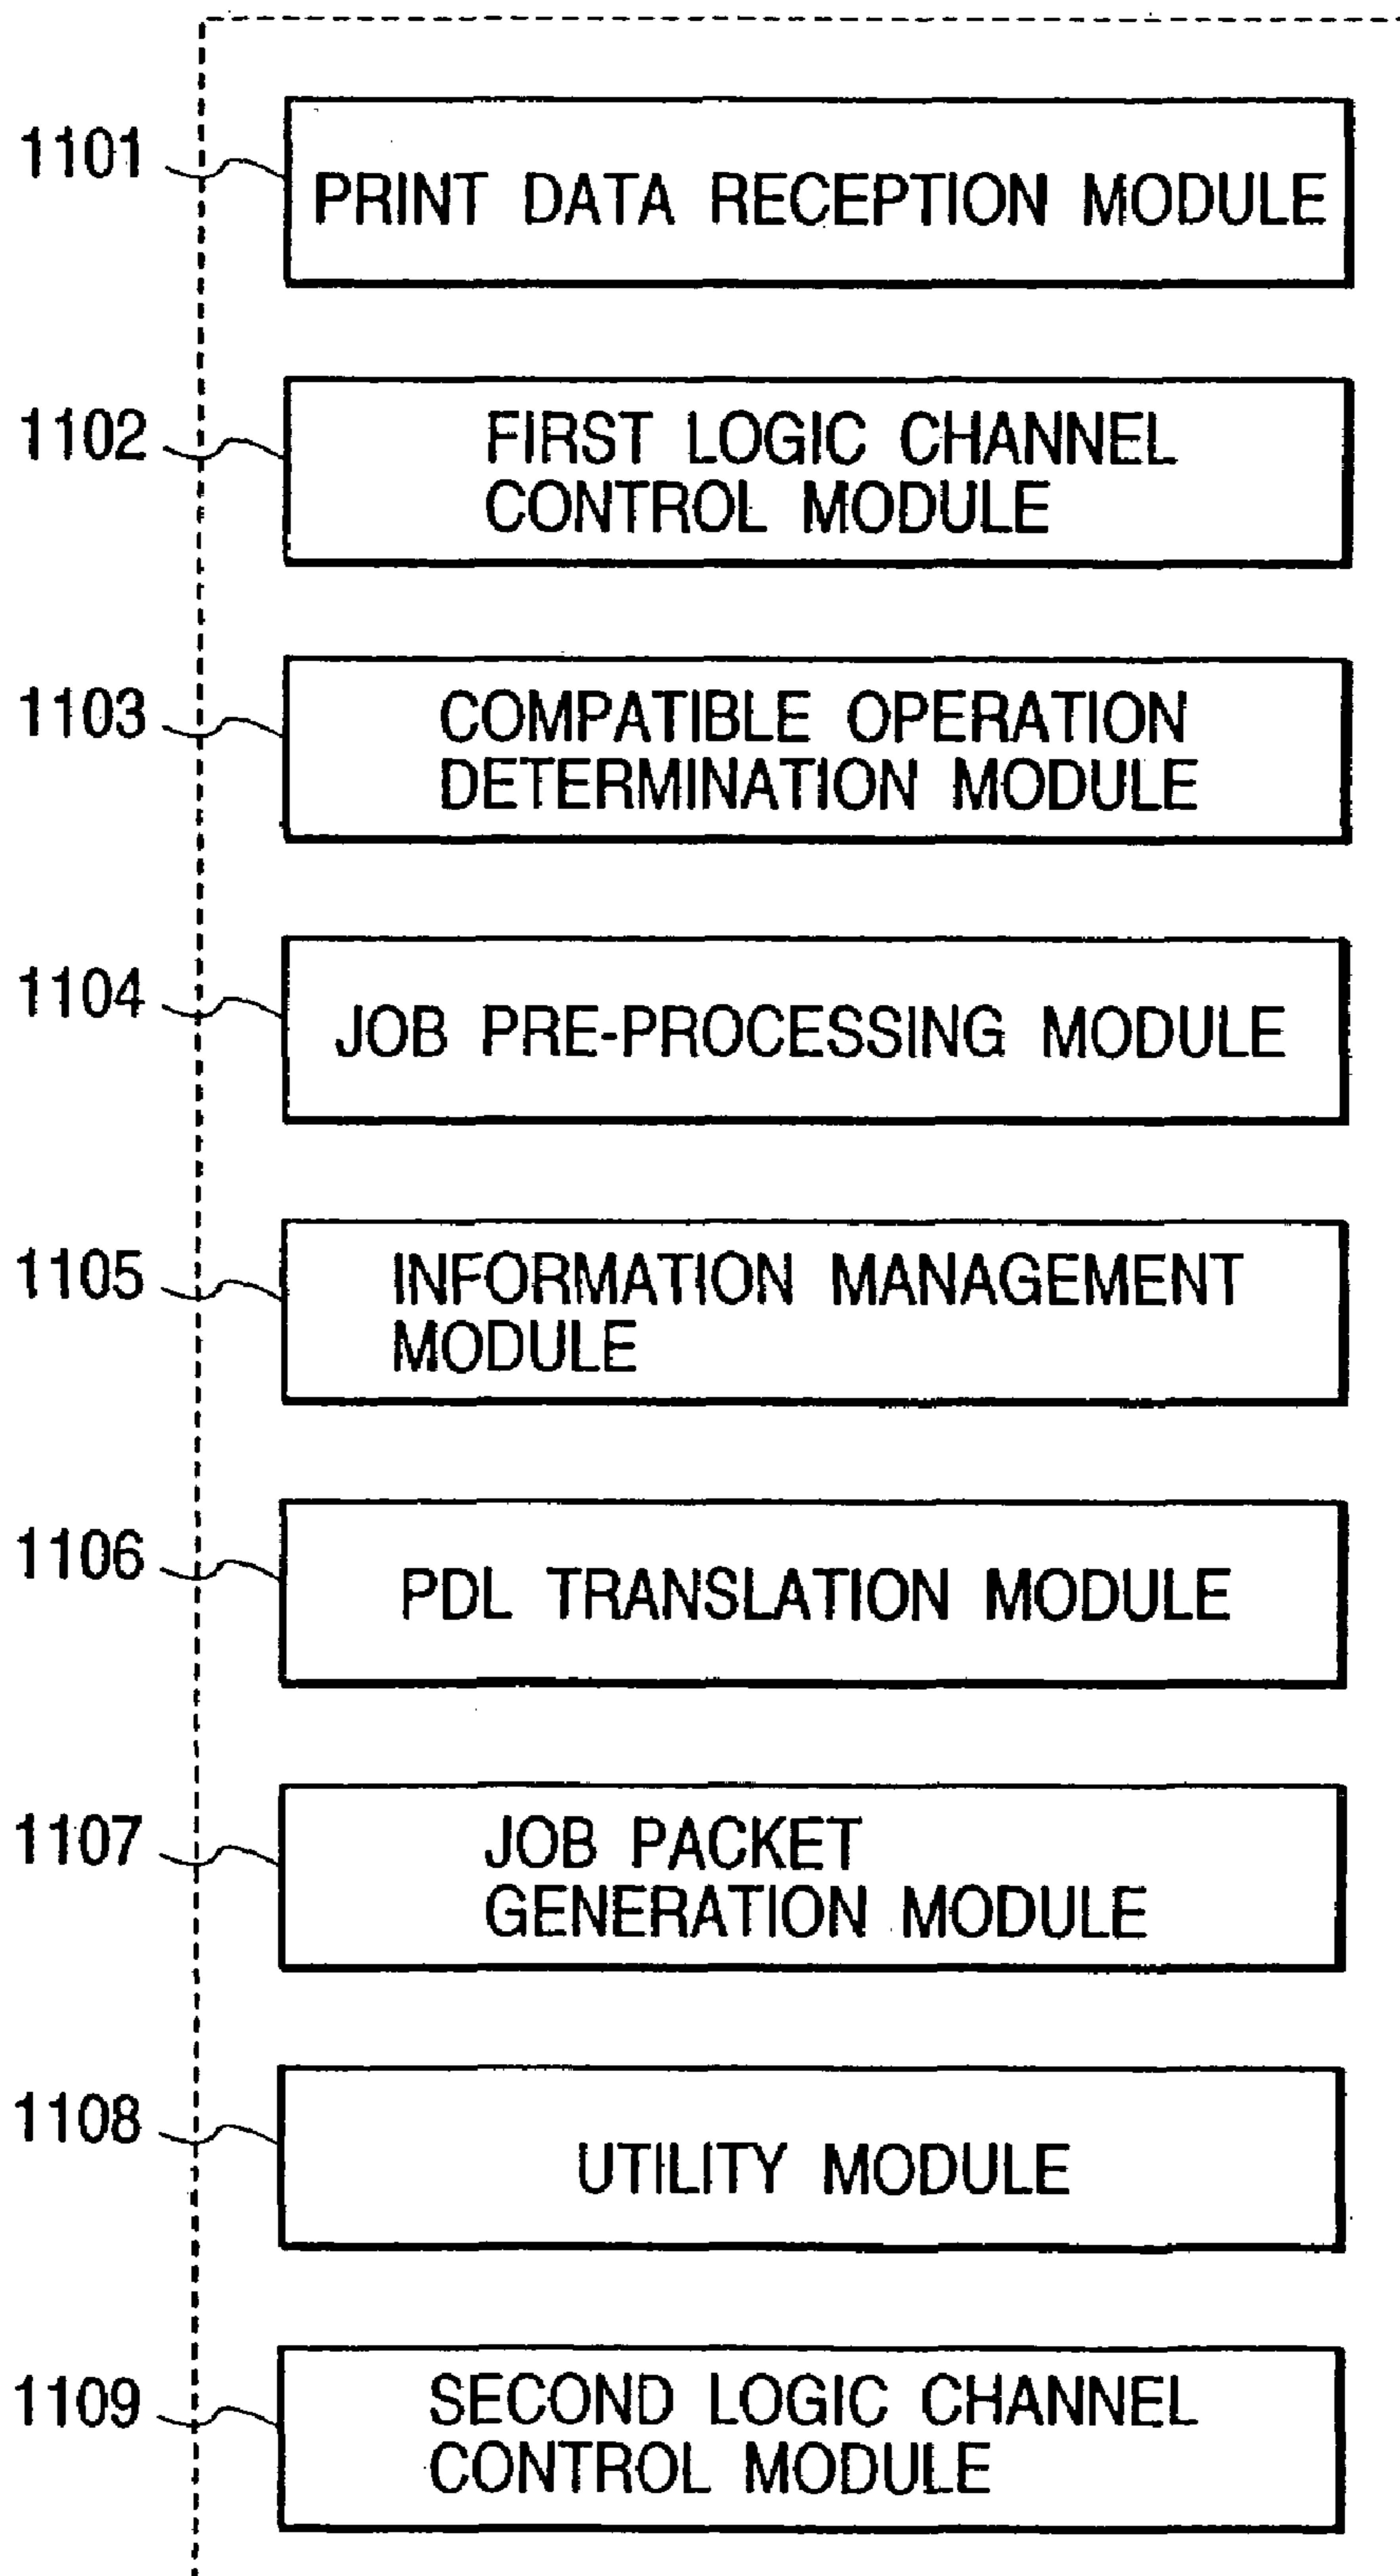 1101
PRINT DATA RECEPTION MODULE
1102
FIRST LOGIC CHANNEL
CONTROL MODULE
1103
COMPATIBLE OPERATION
DETERMINATION MODULE
1104
JOB PRE-PROCESSING MODULE
1105
INFORMATION MANAGEMENT
MODULE
1106
PDL TRANSLATION MODULE
1107
JOB PACKET
GENERATION MODULE
1108
UTILITY MODULE
1109
SECOND LOGIC CHANNEL
CONTROL MODULE